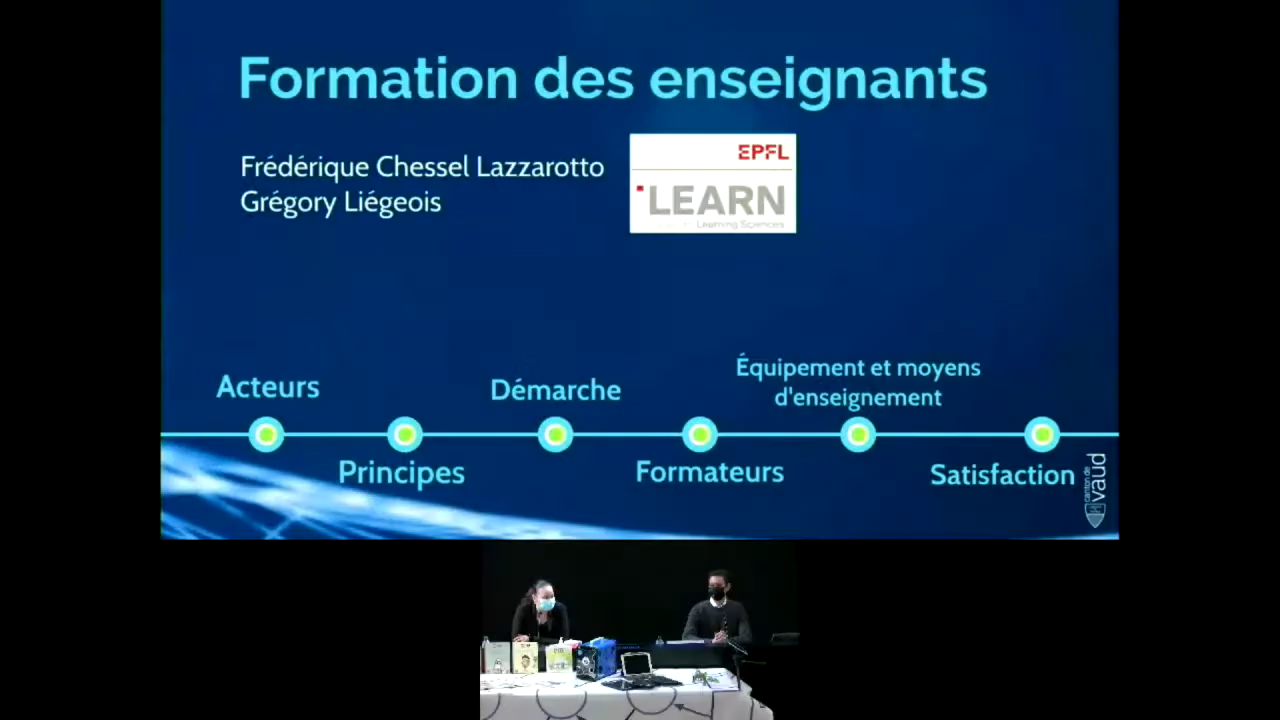 Formation des enseignants
Frédérique Chessel Lazzarotto
Grégory Liégeois
EPFL
LEARN
Learning Sciences
Acteurs
Principes
Démarche
Formateurs
Équipement et moyens
d'enseignement
Satisfaction
canton de
vaud